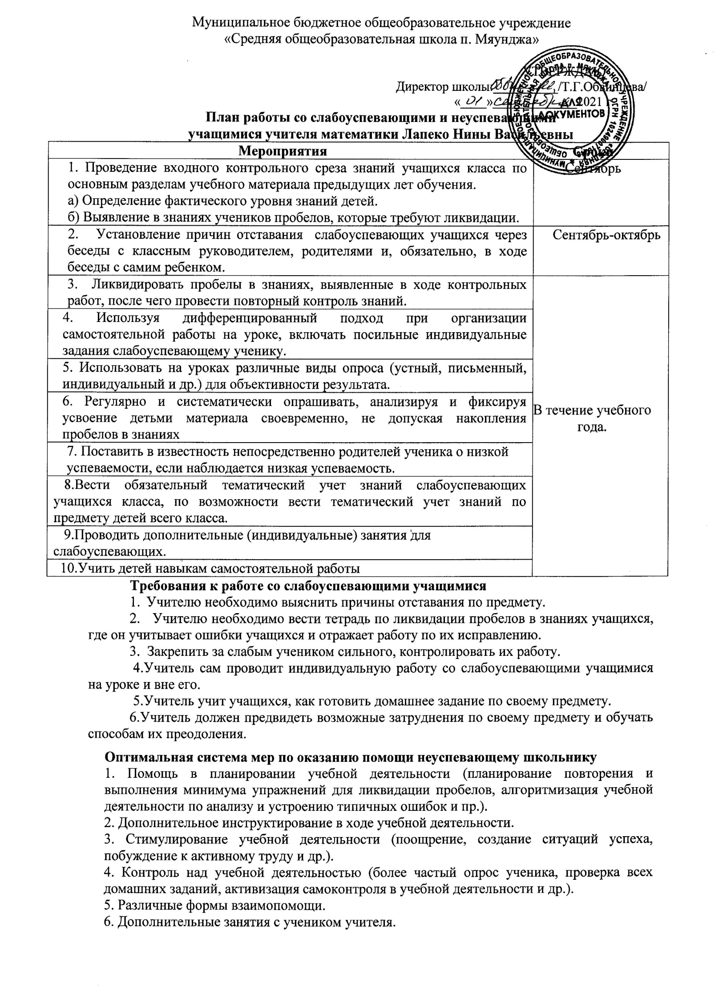 Муниципальное бюджетное общеобразовательное учреждение
«Средняя общеобразовательная школа п. Мяунджа»
УТВЕРЖДАЮ
Директор школы: /Т.Г.Обвинцева/
« 01 » сентября 2021 г
ДЛЯ
ДОКУМЕНТОВ
План работы со слабоуспевающими и неуспевающими
учащимися учителя математики Лапеко Нины Васильевны
Мероприятия
Сроки
1. Проведение входного контрольного среза знаний учащихся класса по
основным разделам учебного материала предыдущих лет обучения.
а) Определение фактического уровня знаний детей.
б) Выявление в знаниях учеников пробелов, которые требуют ликвидации.
Сентябрь
2. Установление причин отставания слабоуспевающих учащихся через
беседы с классным руководителем, родителями и, обязательно, в ходе
беседы с самим ребенком.
Сентябрь-октябрь
3. Ликвидировать пробелы в знаниях, выявленные в ходе контрольных
работ, после чего провести повторный контроль знаний.
4. Используя дифференцированный подход при организации
самостоятельной работы на уроке, включать посильные индивидуальные
задания слабоуспевающему ученику.
5. Использовать на уроках различные виды опроса (устный, письменный,
индивидуальный и др.) для объективности результата.
6. Регулярно и систематически опрашивать, анализируя и фиксируя
усвоение детьми материала своевременно, не допуская накопления
пробелов в знаниях
В течение учебного
года.
7. Поставить в известность непосредственно родителей ученика о низкой
успеваемости, если наблюдается низкая успеваемость.
8.Вести обязательный тематический учет знаний слабоуспевающих
учащихся класса, по возможности вести тематический учет знаний по
предмету детей всего класса.
9.Проводить дополнительные (индивидуальные) занятия для
слабоуспевающих.
10.Учить детей навыкам самостоятельной работы
Требования к работе со слабоуспевающими учащимися
1. Учителю необходимо выяснить причины отставания по предмету.
2. Учителю необходимо вести тетрадь по ликвидации пробелов в знаниях учащихся,
где он учитывает ошибки учащихся и отражает работу по их исправлению.
3. Закрепить за слабым учеником сильного, контролировать их работу.
4.Учитель сам проводит индивидуальную работу со слабоуспевающими учащимися
на уроке и вне его.
5.Учитель учит учащихся, как готовить домашнее задание по своему предмету.
6.Учитель должен предвидеть возможные затруднения по своему предмету и обучать
способам их преодоления.
Оптимальная система мер по оказанию помощи неуспевающему школьнику
1. Помощь в планировании учебной деятельности (планирование повторения и
выполнения минимума упражнений для ликвидации пробелов, алгоритмизация учебной
деятельности по анализу и устроению типичных ошибок и пр.).
2. Дополнительное инструктирование в ходе учебной деятельности.
3. Стимулирование учебной деятельности (поощрение, создание ситуаций успеха,
побуждение к активному труду и др.).
4. Контроль над учебной деятельностью (более частый опрос ученика, проверка всех
домашних заданий, активизация самоконтроля в учебной деятельности и др.).
5. Различные формы взаимопомощи.
6. Дополнительные занятия с учеником учителя.